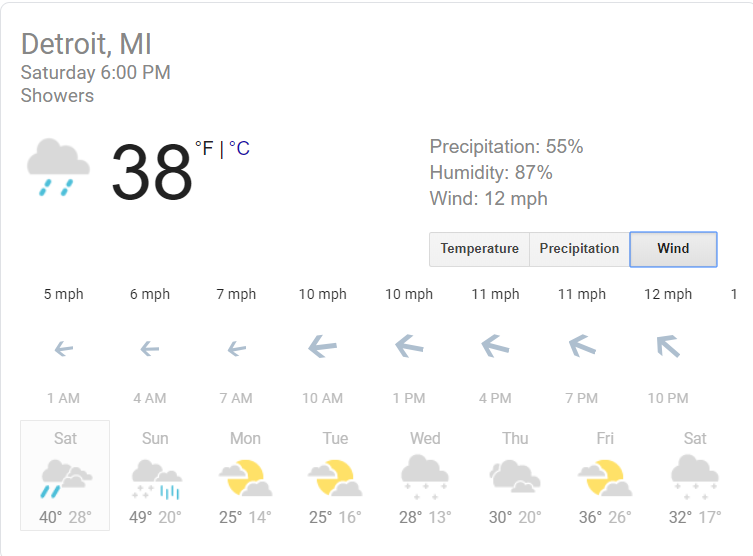 Detroit, MI
Saturday 6:00 PM
Showers
38 °F | °C
Precipitation: 55%
Humidity: 87%
Wind: 12 mph
Temperature Precipitation Wind
5 mph 6 mph 7 mph 10 mph 10 mph 11 mph 11 mph 12 mph 1
1 AM 4 AM 7 AM 10 AM 1 PM 4 PM 7 PM 10 PM
Sat Sun Mon Tue Wed Thu Fri Sat
40° 28° 49° 20° 25° 14° 25° 16° 28° 13° 30° 20° 36° 26° 32° 17°